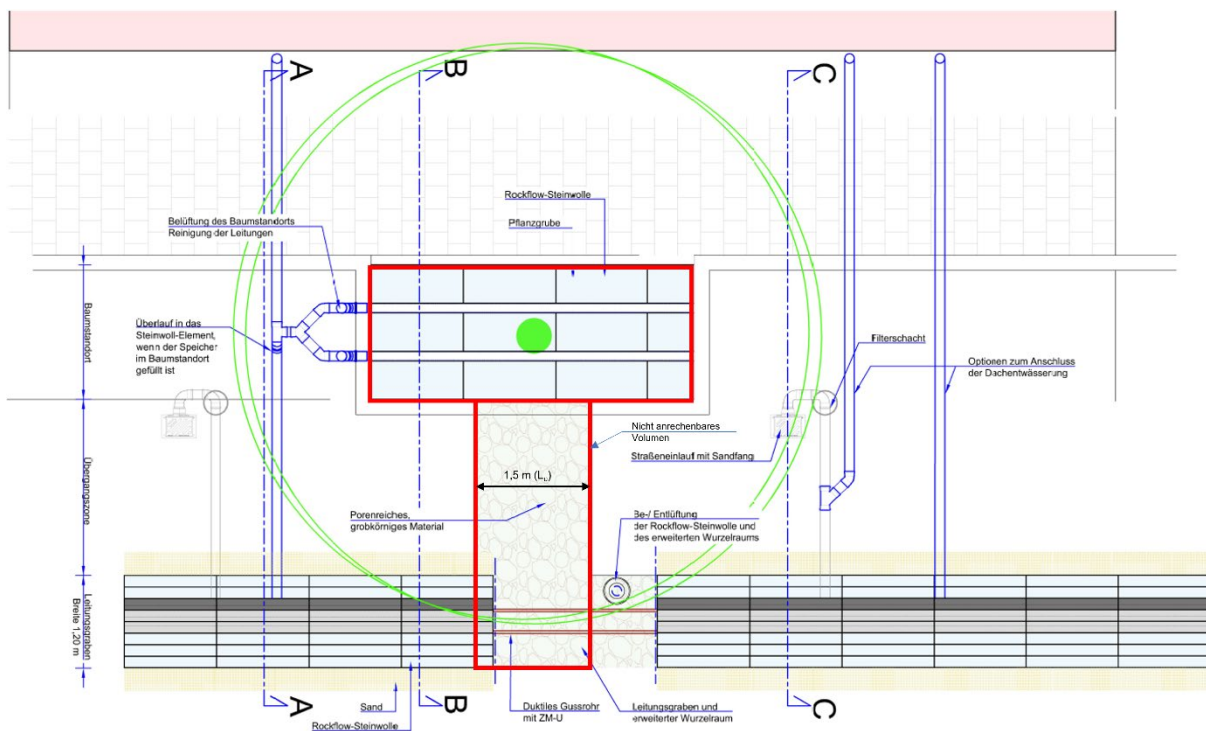 A
B
C
Rockflow-Steinwolle
Pflanzgrube
Belüftung des Baumstandorts
Reinigung der Leitungen
Baumstandort
Überlauf in das
Steinwoll-Element,
wenn der Speicher
im Baumstandort
gefüllt ist
Filterschacht
Optionen zum Anschluss
der Dachentwässerung
Nicht anrechenbares
Volumen
Straßeneinlauf mit Sandfang
Übergangszone
1,5 m
Porenreiches,
grobkörniges Material
Be-/ Entlüftung
der Rockflow-Steinwolle und
des erweiterten Wurzelraums
Leitungsgraben
Breite 1,20 m
A
B
C
Sand
Rockflow-Steinwolle
Duktiles Gussrohr
mit ZM-U
Leitungsgraben und
erweiterter Wurzelraum